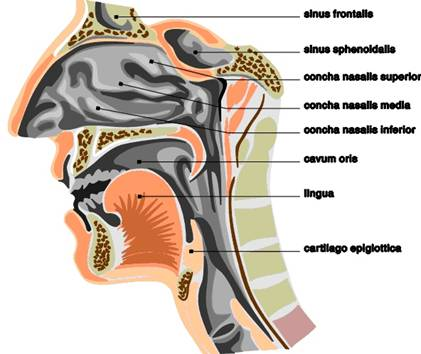 sinus frontalis
sinus sphenoidalis
concha nasalis superior
concha nasalis media
concha nasalis inferior
cavum oris
lingua
cartilago epiglottica